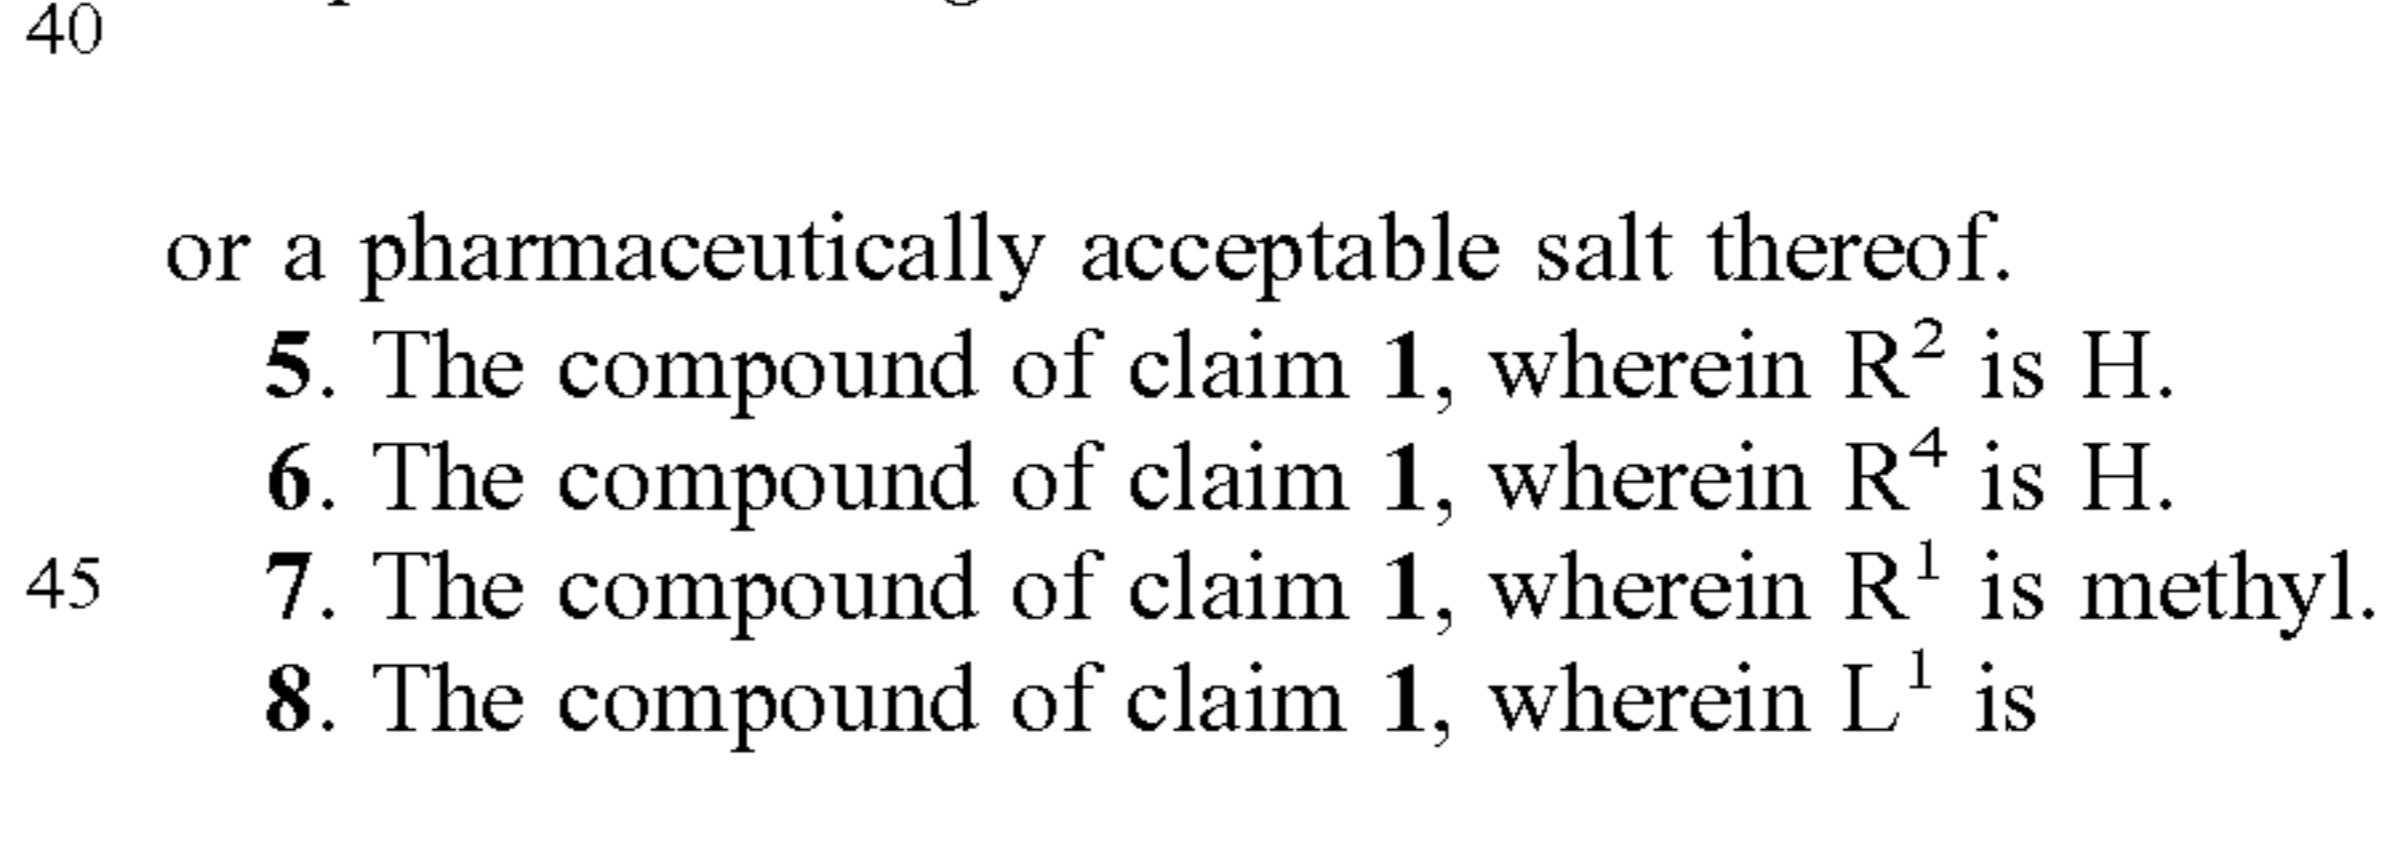 40
or a pharmaceutically acceptable salt thereof.
5. The compound of claim 1, wherein R² is H.
6. The compound of claim 1, wherein R⁴ is H.
45 7. The compound of claim 1, wherein R¹ is methyl.
8. The compound of claim 1, wherein L¹ is